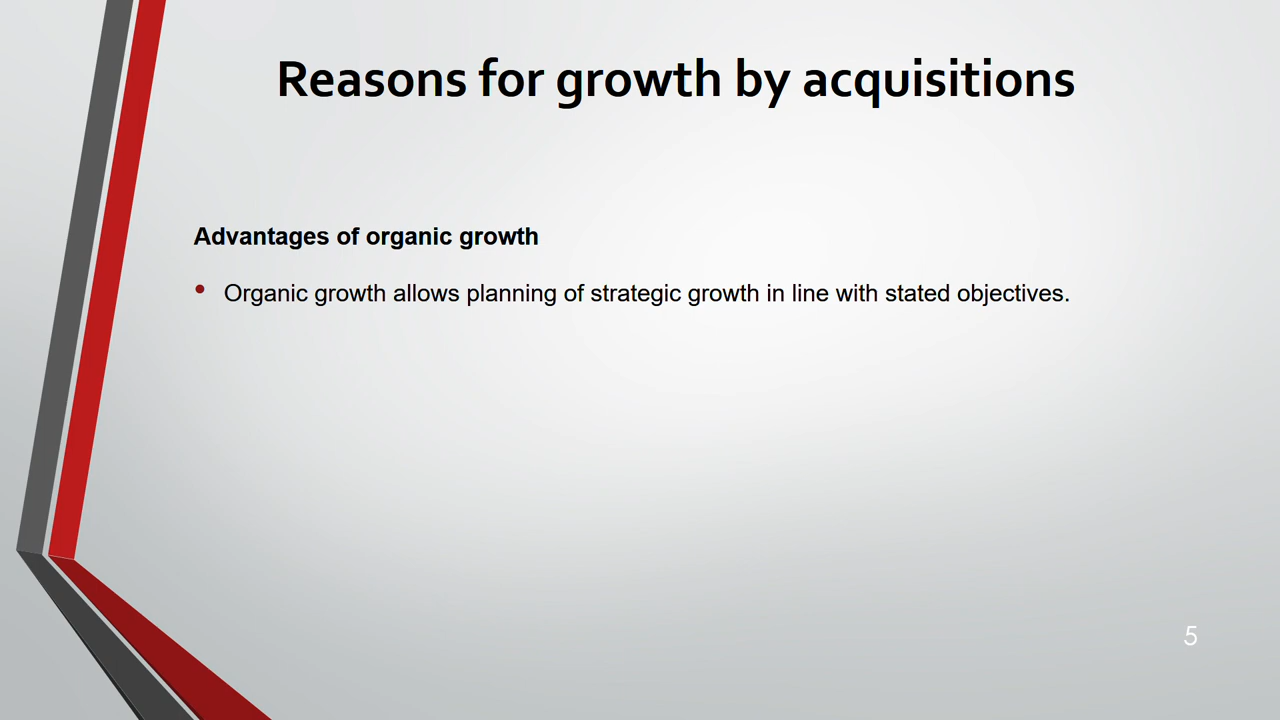 Reasons for growth by acquisitions
Advantages of organic growth
• Organic growth allows planning of strategic growth in line with stated objectives.
5